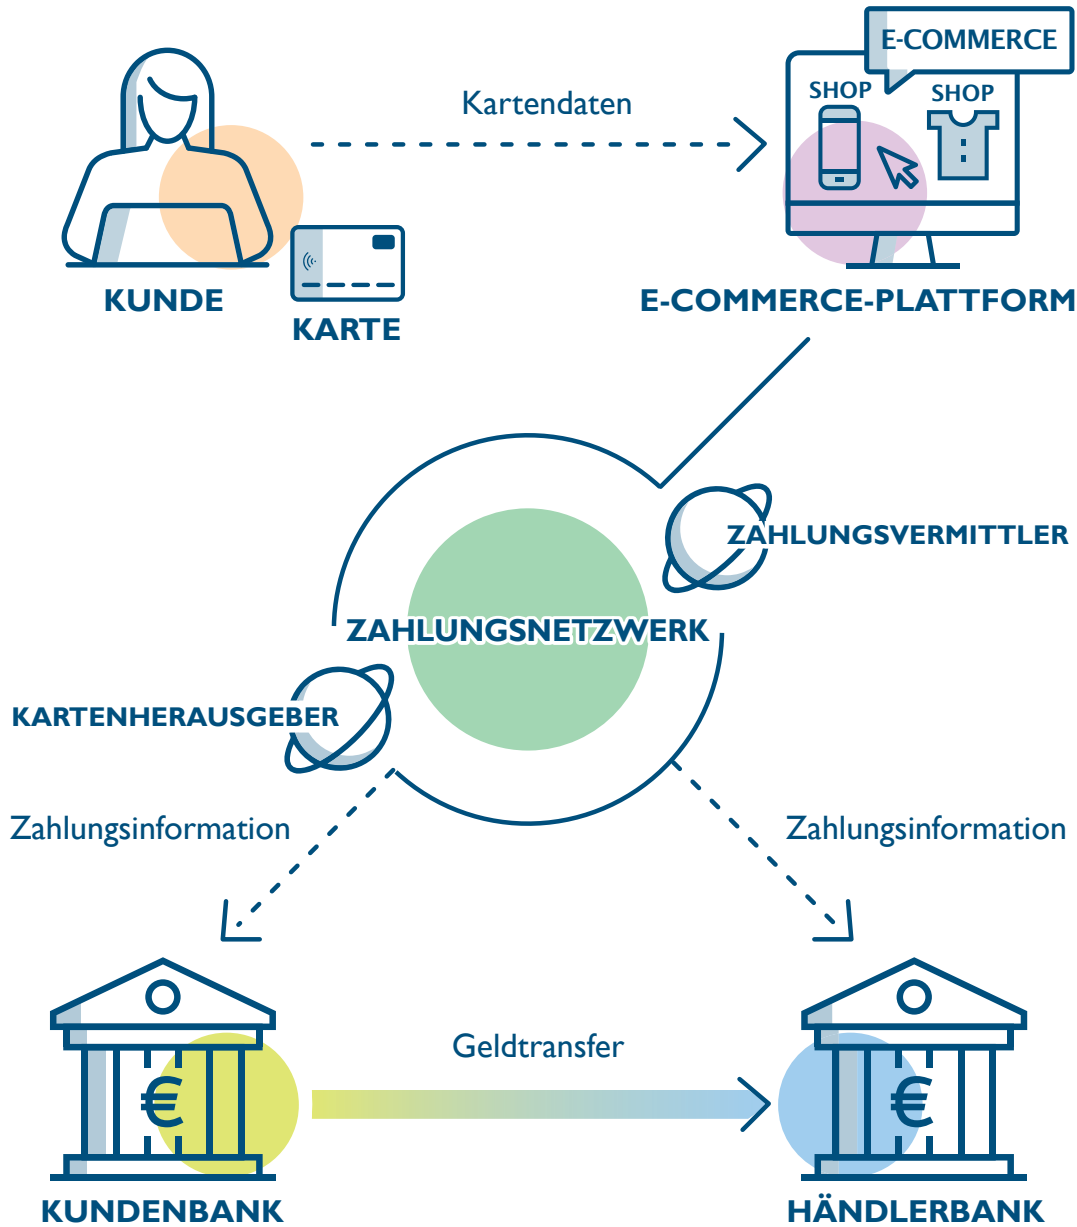 E-COMMERCE
SHOP
SHOP
Kartendaten
KUNDE
KARTE
E-COMMERCE-PLATTFORM
ZAHLUNGSVERMITTLER
ZAHLUNGSNETZWERK
KARTENHERAUSGEBER
Zahlungsinformation
Zahlungsinformation
Geldtransfer
€
€
KUNDENBANK
HÄNDLERBANK